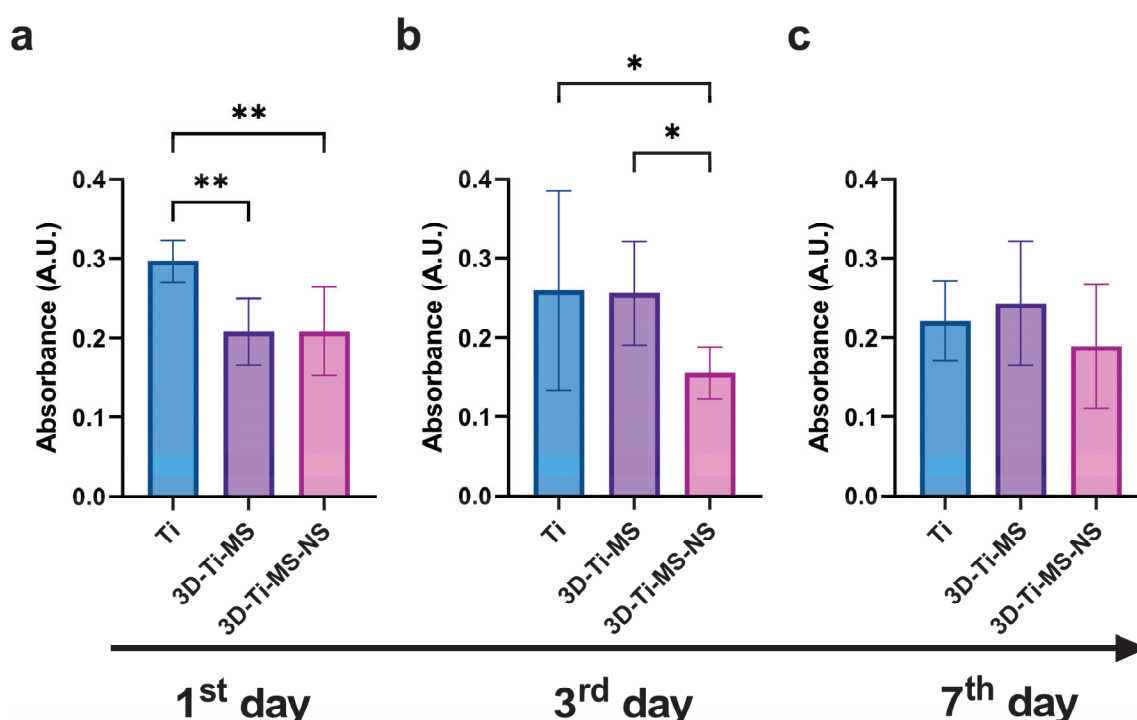 a
**
**
Absorbance (A.U.)
0.4
0.3
0.2
0.1
0.0
Ti
3D-Ti-MS
3D-Ti-MS-NS
1st day
b
*
*
Absorbance (A.U.)
0.4
0.3
0.2
0.1
0.0
Ti
3D-Ti-MS
3D-Ti-MS-NS
3rd day
c
Absorbance (A.U.)
0.4
0.3
0.2
0.1
0.0
Ti
3D-Ti-MS
3D-Ti-MS-NS
7th day